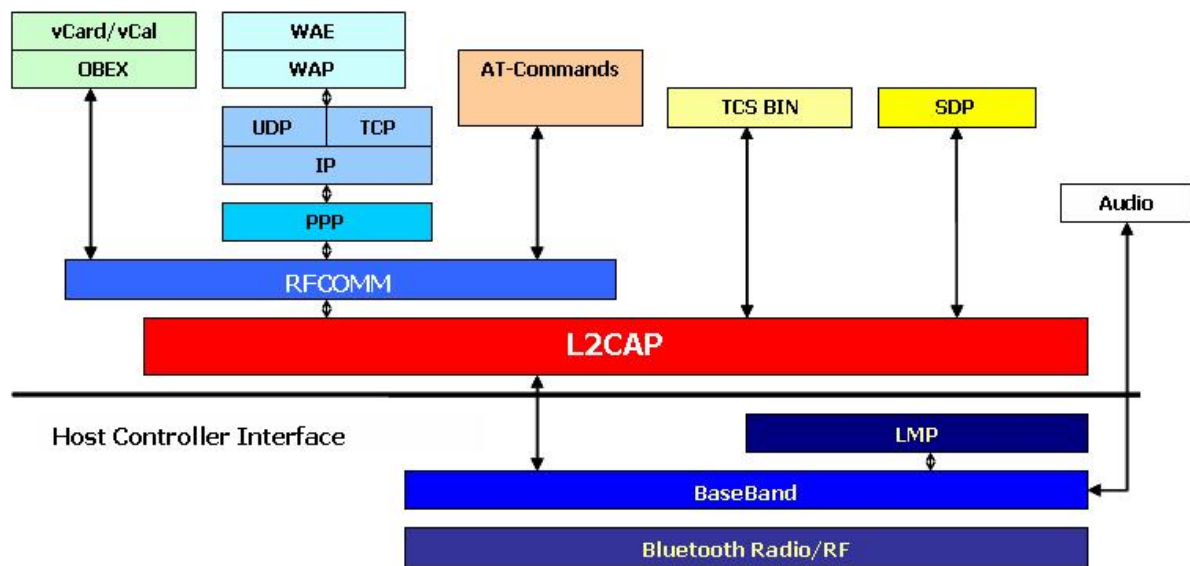 vCard/vCal
OBEX
WAE
WAP
UDP
TCP
IP
PPP
AT-Commands
TCS BIN
SDP
Audio
RFCOMM
L2CAP
Host Controller Interface
LMP
BaseBand
Bluetooth Radio/RF